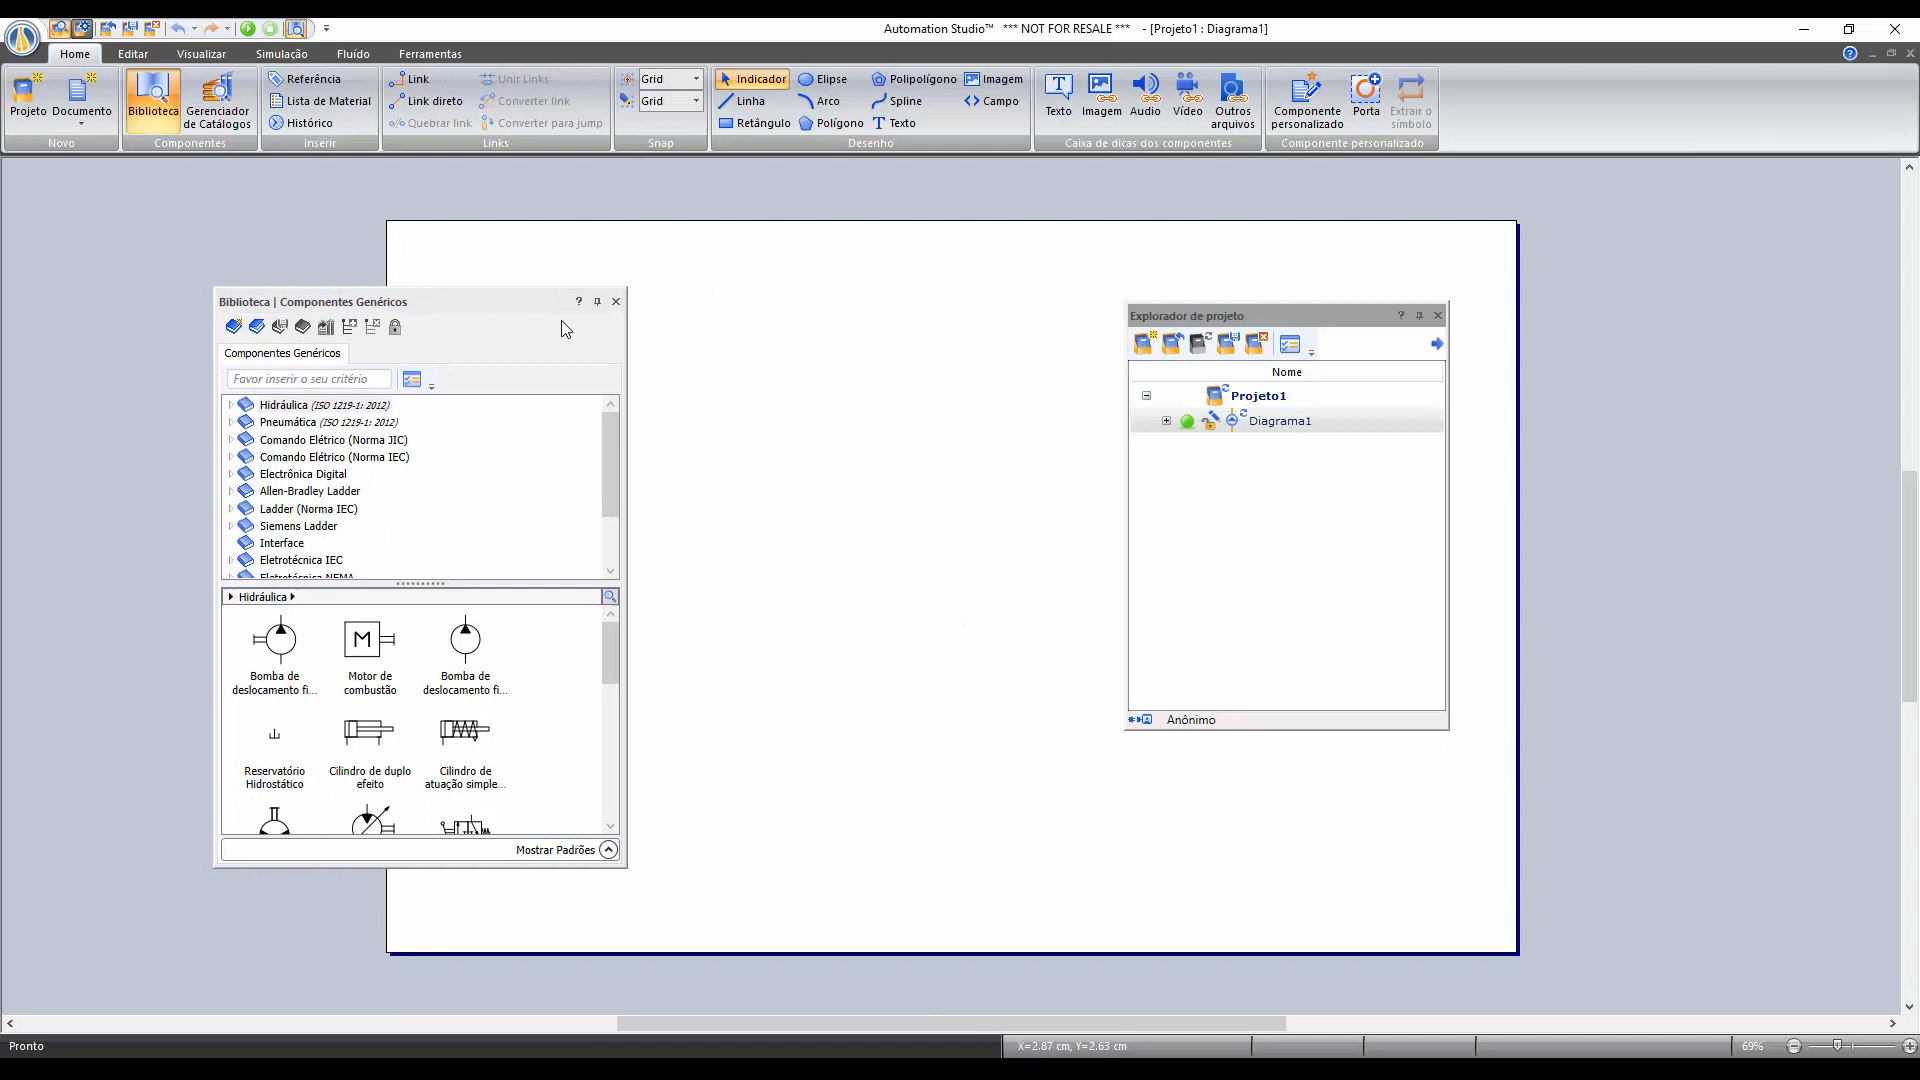 Automation Studio™ *** NOT FOR RESALE *** - [Projeto1 : Diagrama1]
Home Editar Visualizar Simulação Fluído Ferramentas
Projeto
Documento
Novo
Biblioteca
Gerenciador
de Catálogos
Componentes
Referência
Lista de Material
Histórico
Inserir
Link
Link direto
Quebrar link
Unir Links
Converter link
Converter para jump
Links
Grid
Grid
Snap
Indicador
Linha
Retângulo
Elipse
Arco
Polígono
Polipolígono
Spline
Texto
Imagem
Campo
Desenho
Texto
Imagem
Audio
Vídeo
Outros
arquivos
Caixa de dicas dos componentes
Componente
personalizado
Porta
Extrair o
símbolo
Componente personalizado
Biblioteca | Componentes Genéricos
Componentes Genéricos
Favor inserir o seu critério
Hidráulica (ISO 1219-1: 2012)
Pneumática (ISO 1219-1: 2012)
Comando Elétrico (Norma JIC)
Comando Elétrico (Norma IEC)
Electrônica Digital
Allen-Bradley Ladder
Ladder (Norma IEC)
Siemens Ladder
Interface
Eletrotécnica IEC
Eletrotécnica NEMA
Hidráulica
Bomba de
deslocamento fi...
M
Motor de
combustão
Bomba de
deslocamento fi...
Reservatório
Hidrostático
Cilindro de duplo
efeito
Cilindro de
atuação simple...
Mostrar Padrões
Explorador de projeto
Nome
Projeto1
Diagrama1
Anônimo
Pronto
X=2.87 cm, Y=2.63 cm
69%